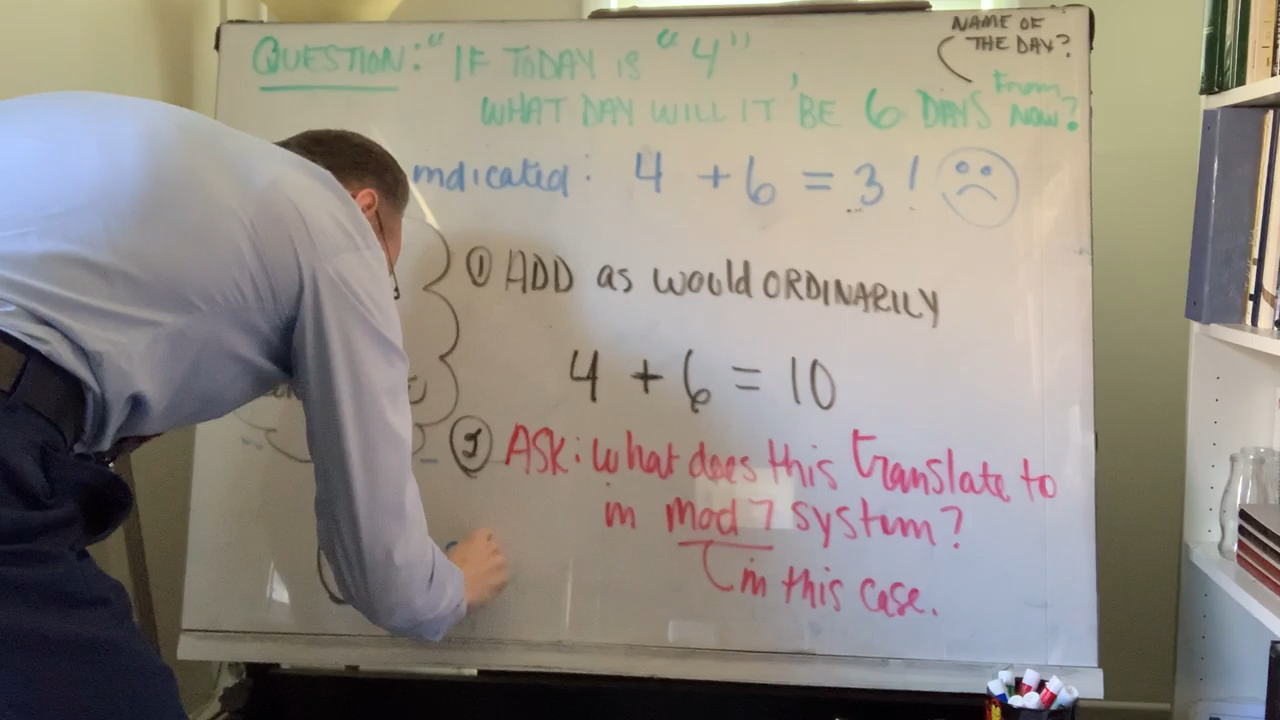 QUESTION: "IF TODAY IS "4"
NAME OF
THE DAY?
WHAT DAY WILL IT BE 6 DAYS From Now?
indicated: 4 + 6 = 3!
① ADD as would ORDINARILY
4 + 6 = 10
② ASK: What does this translate to
in Mod 7 system?
in this case.